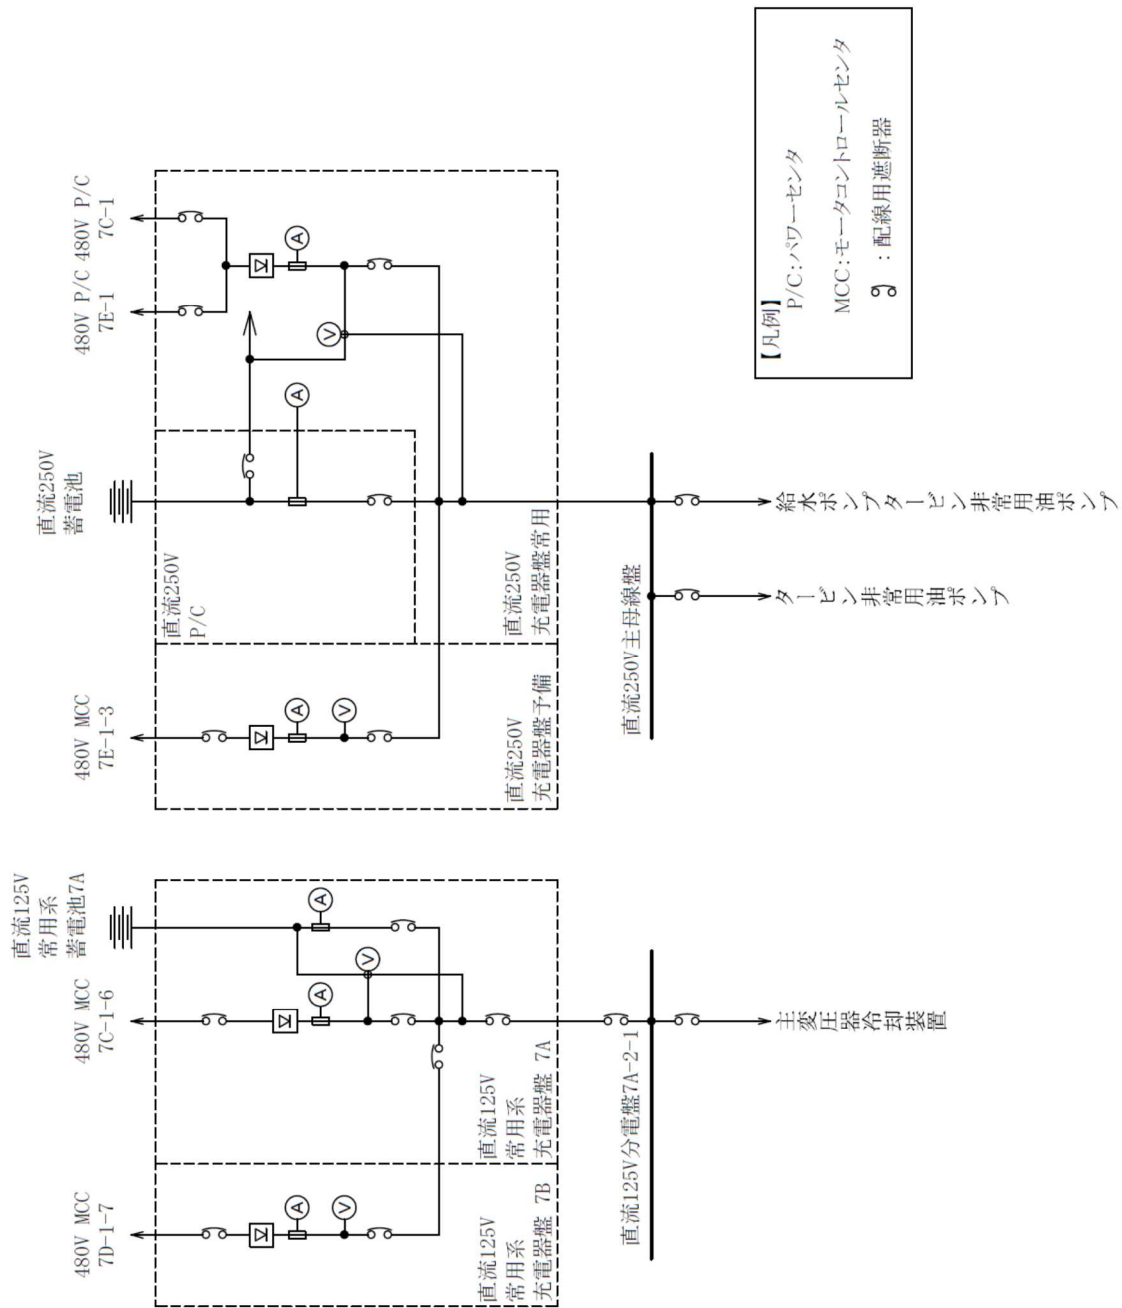 直流125V
常用系
蓄電池7A
480V MCC
7D-1-7
480V MCC
7C-1-6
A
V
A
V
A
直流125V
常用系
充電器盤 7B
直流125V
常用系
充電器盤 7A
直流125V分電盤7A-2-1
主変圧器冷却装置
直流250V
蓄電池
480V MCC
7E-1-3
480V P/C
7E-1
480V P/C
7C-1
A
V
A
V
A
直流250V
P/C
直流250V
充電器盤予備
直流250V
充電器盤常用
直流250V主母線盤
タービン非常用油ポンプ
給水ポンプタービン非常用油ポンプ
【凡例】
P/C:パワーセンタ
MCC:モータコントロールセンタ
:配線用遮断器